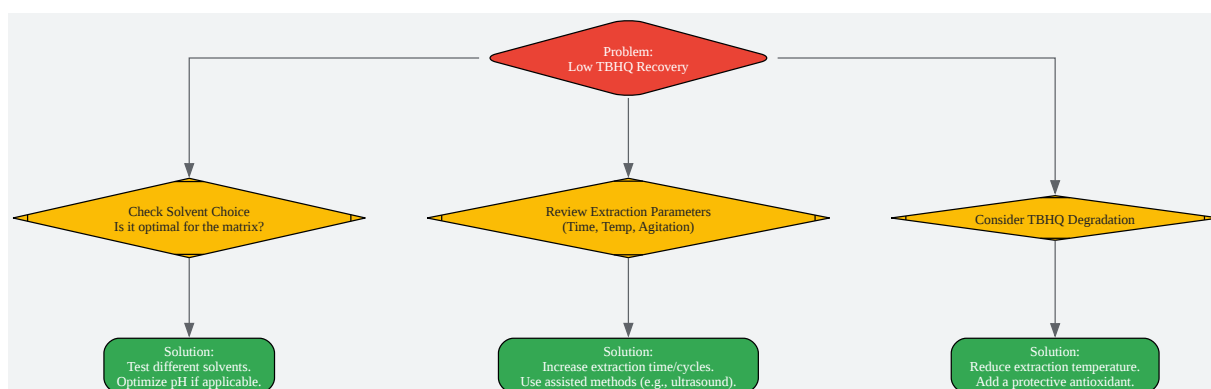 Problem:
Low TBHQ Recovery
Check Solvent Choice
Is it optimal for the matrix?
Review Extraction Parameters
(Time, Temp, Agitation)
Consider TBHQ Degradation
Solution:
Test different solvents.
Optimize pH if applicable.
Solution:
Increase extraction time/cycles.
Use assisted methods (e.g., ultrasound).
Solution:
Reduce extraction temperature.
Add a protective antioxidant.